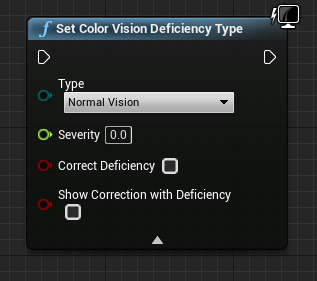 Set Color Vision Deficiency Type
Type
Normal Vision
Severity 0.0
Correct Deficiency
Show Correction with Deficiency